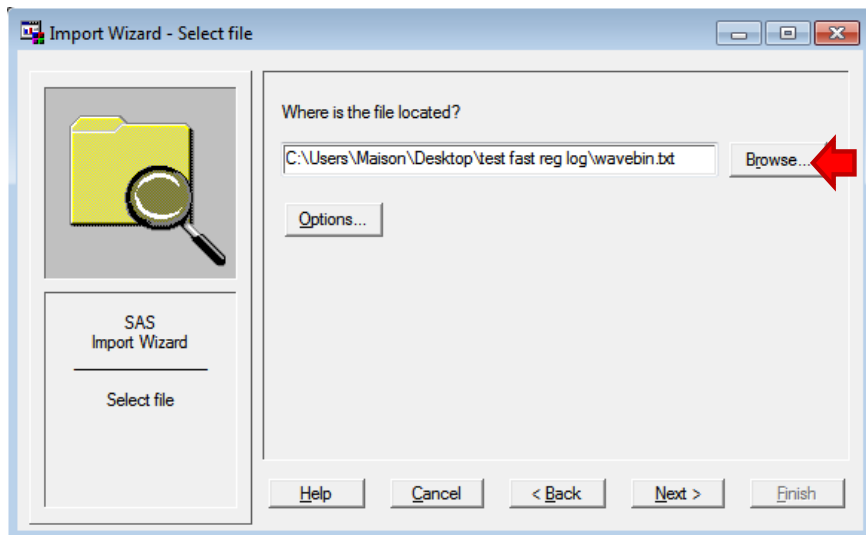 Import Wizard - Select file
Where is the file located?
C:\Users\Maison\Desktop\test fast reg log\wavebin.txt
Browse...
Options...
SAS
Import Wizard
Select file
Help
Cancel
< Back
Next >
Finish